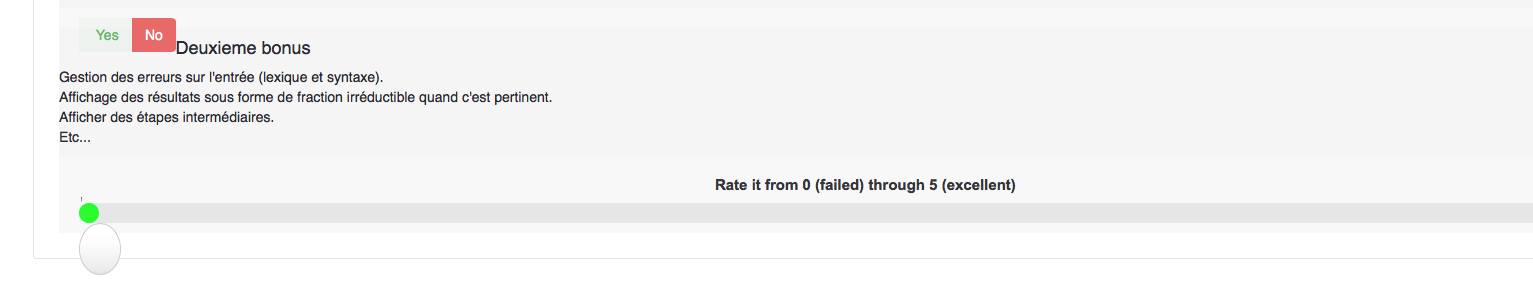 Yes No
Deuxieme bonus
Gestion des erreurs sur l'entrée (lexique et syntaxe).
Affichage des résultats sous forme de fraction irréductible quand c'est pertinent.
Afficher des étapes intermédiaires.
Etc...
Rate it from 0 (failed) through 5 (excellent)